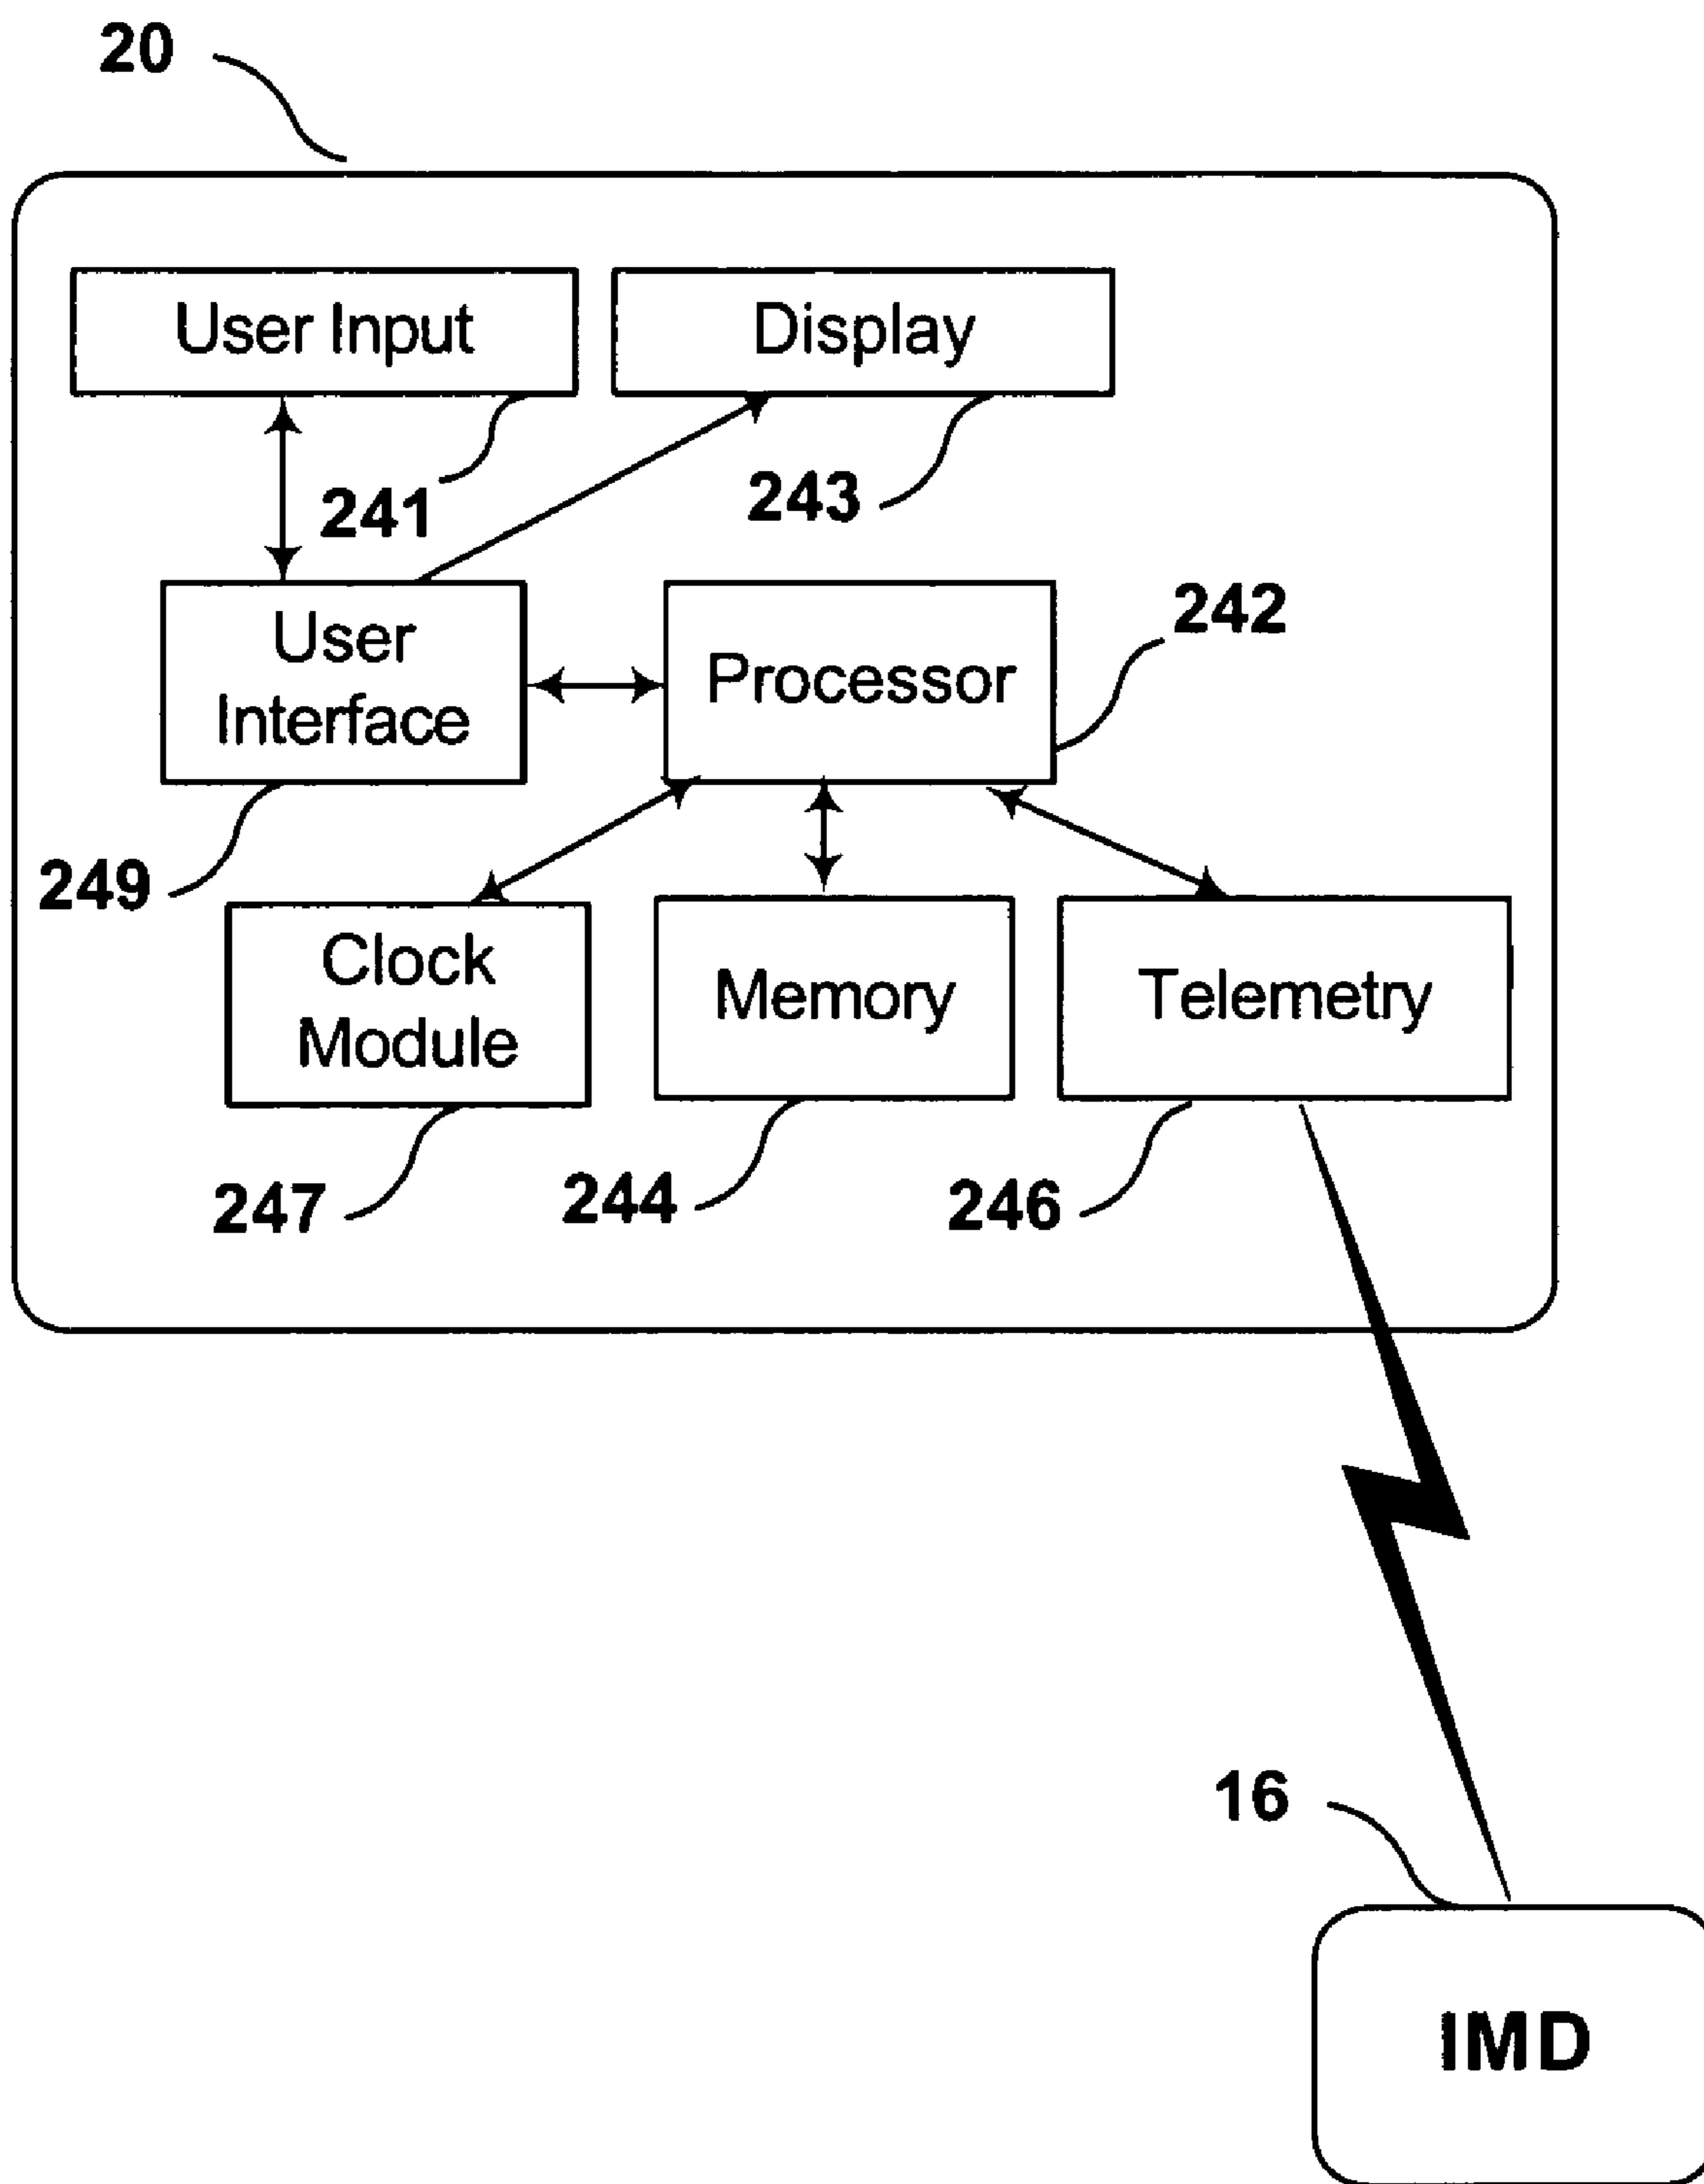 20
User Input
Display
241
243
User
Interface
Processor
242
249
Clock
Module
Memory
Telemetry
247
244
246
16
IMD